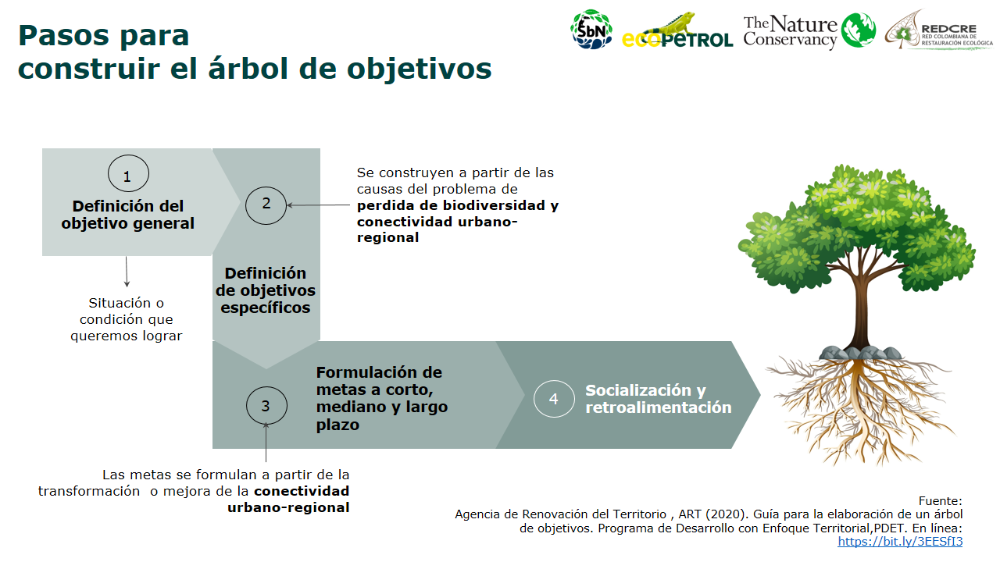 Pasos para
construir el árbol de objetivos
SbN
ecopetrol
The Nature
Conservancy
REDCRE
RED COLOMBIANA DE
RESTAURACIÓN ECOLÓGICA
1
Definición del
objetivo general
Situación o
condición que
queremos lograr
2
Definición
de objetivos
específicos
Se construyen a partir de las
causas del problema de
perdida de biodiversidad y
conectividad urbano-
regional
3
Formulación de
metas a corto,
mediano y largo
plazo
Las metas se formulan a partir de la
transformación o mejora de la conectividad
urbano-regional
4
Socialización y
retroalimentación
Fuente:
Agencia de Renovación del Territorio , ART (2020). Guía para la elaboración de un árbol
de objetivos. Programa de Desarrollo con Enfoque Territorial,PDET. En línea:
https://bit.ly/3EESfI3